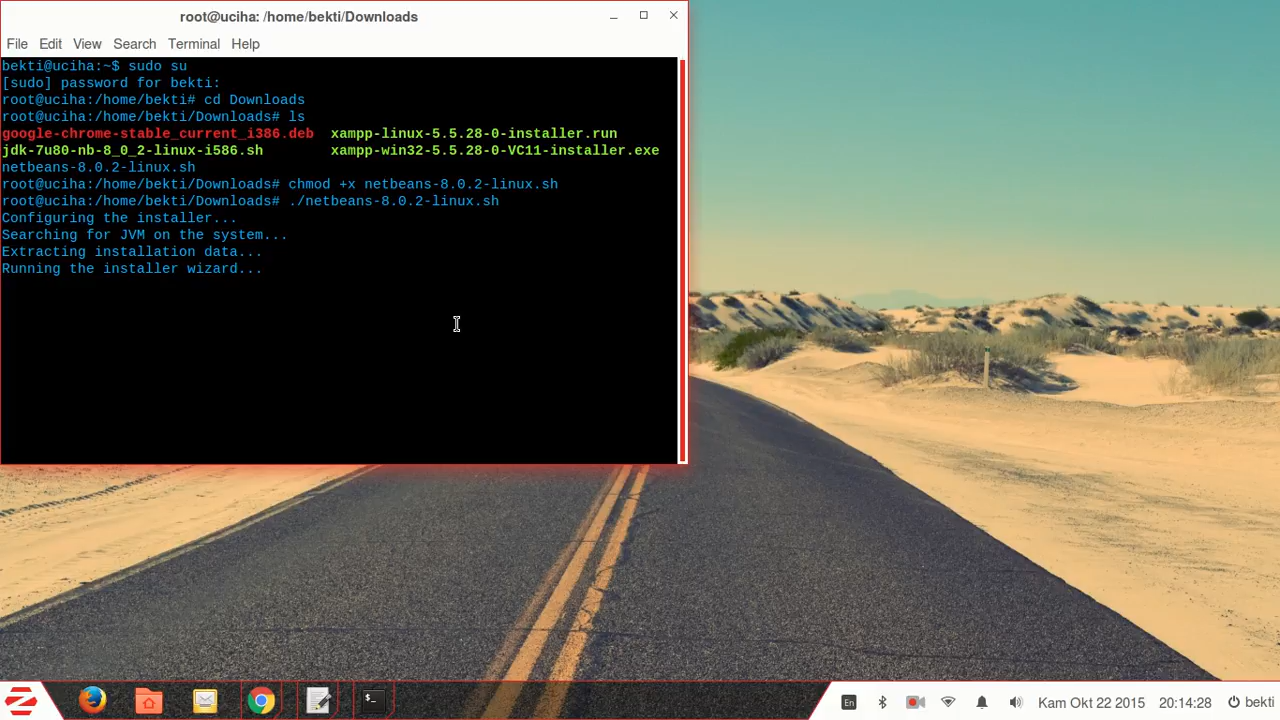 root@uciha: /home/bekti/Downloads
File Edit View Search Terminal Help
bekti@uciha:~$ sudo su
[sudo] password for bekti:
root@uciha:/home/bekti# cd Downloads
root@uciha:/home/bekti/Downloads# ls
google-chrome-stable_current_i386.deb xampp-linux-5.5.28-0-installer.run
jdk-7u80-nb-8_0_2-linux-i586.sh xampp-win32-5.5.28-0-VC11-installer.exe
netbeans-8.0.2-linux.sh
root@uciha:/home/bekti/Downloads# chmod +x netbeans-8.0.2-linux.sh
root@uciha:/home/bekti/Downloads# ./netbeans-8.0.2-linux.sh
Configuring the installer...
Searching for JVM on the system...
Extracting installation data...
Running the installer wizard...
En Kam Okt 22 2015 20:14:28 bekti